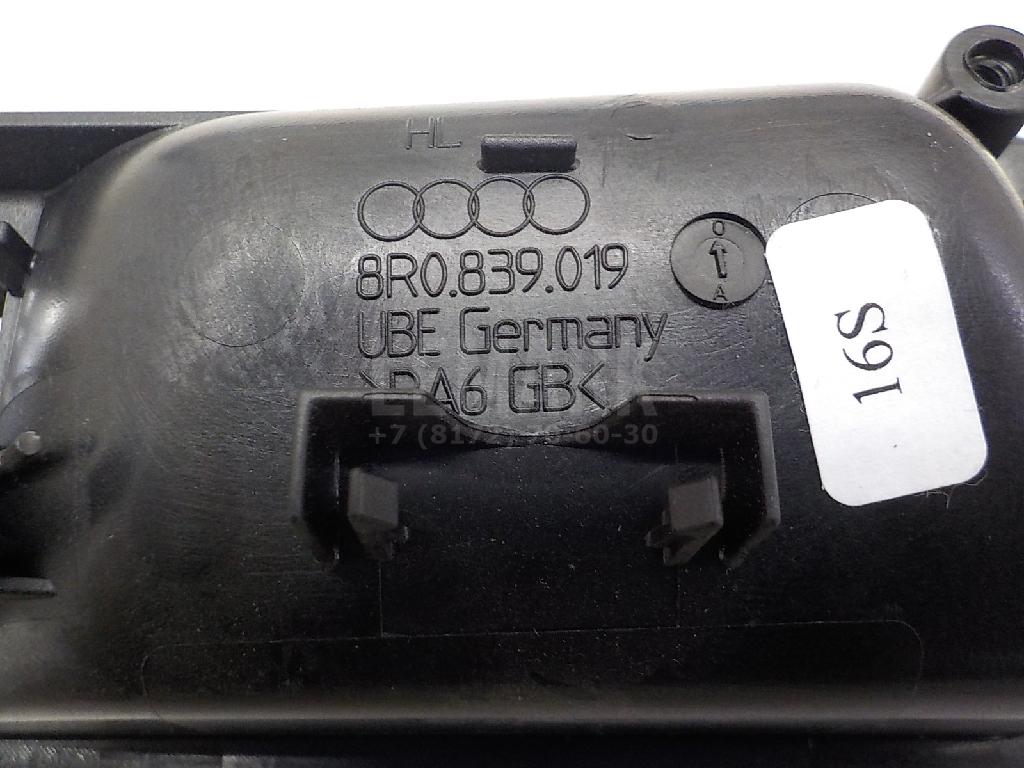 HL
8R0.839.019
UBE Germany
>PA6 GB<
O
A
16S